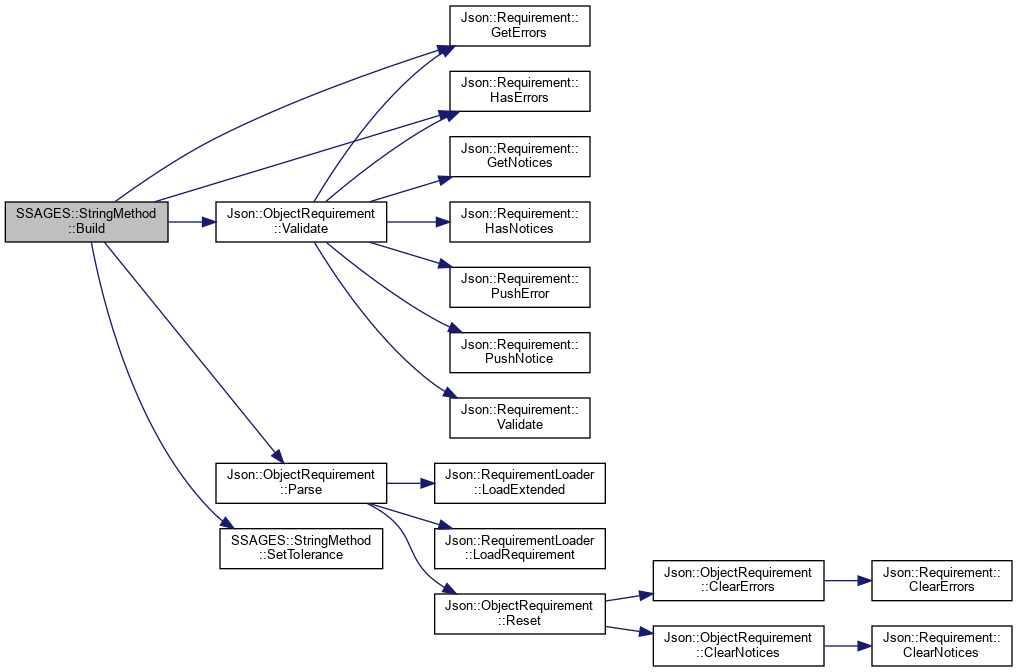 Json::Requirement::
GetErrors
Json::Requirement::
HasErrors
Json::Requirement::
GetNotices
SSAGES::StringMethod
::Build
Json::ObjectRequirement
::Validate
Json::Requirement::
HasNotices
Json::Requirement::
PushError
Json::Requirement::
PushNotice
Json::Requirement::
Validate
Json::ObjectRequirement
::Parse
Json::RequirementLoader
::LoadExtended
SSAGES::StringMethod
::SetTolerance
Json::RequirementLoader
::LoadRequirement
Json::ObjectRequirement
::Reset
Json::ObjectRequirement
::ClearErrors
Json::Requirement::
ClearErrors
Json::ObjectRequirement
::ClearNotices
Json::Requirement::
ClearNotices